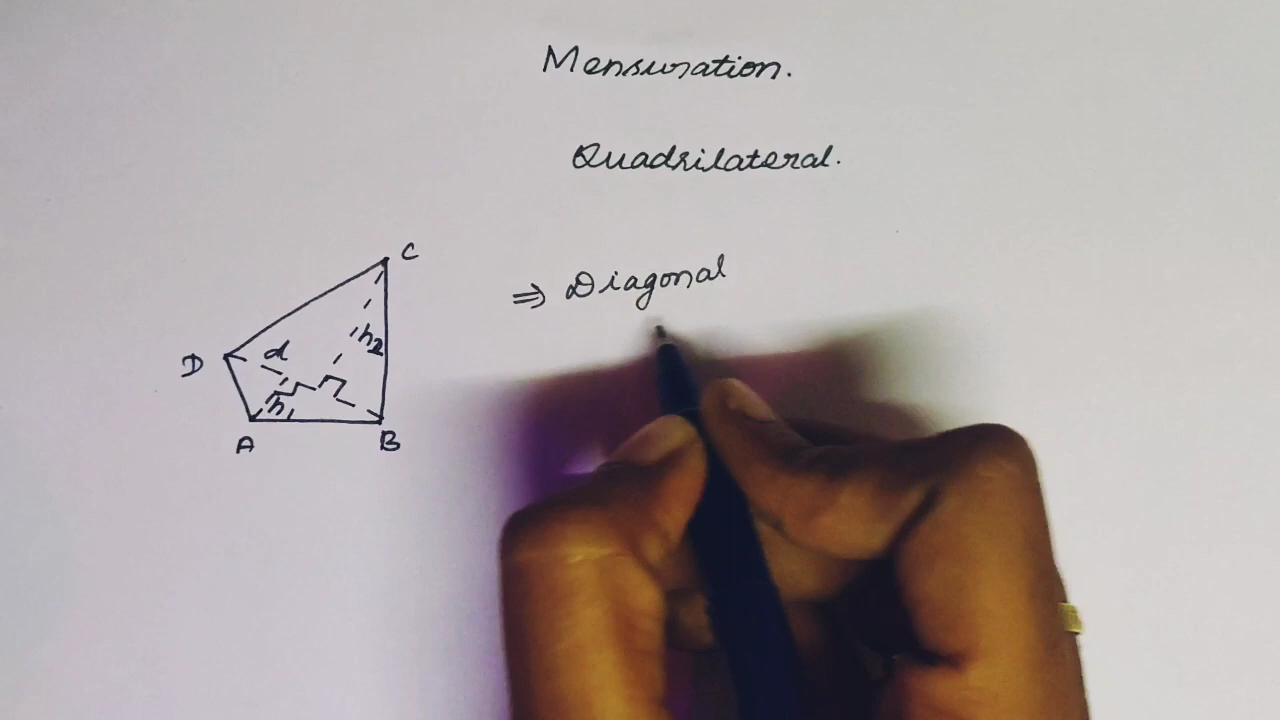 Mensuration.
Quadrilateral.
C
⇒ Diagonal
h2
D
d
h1
A
B